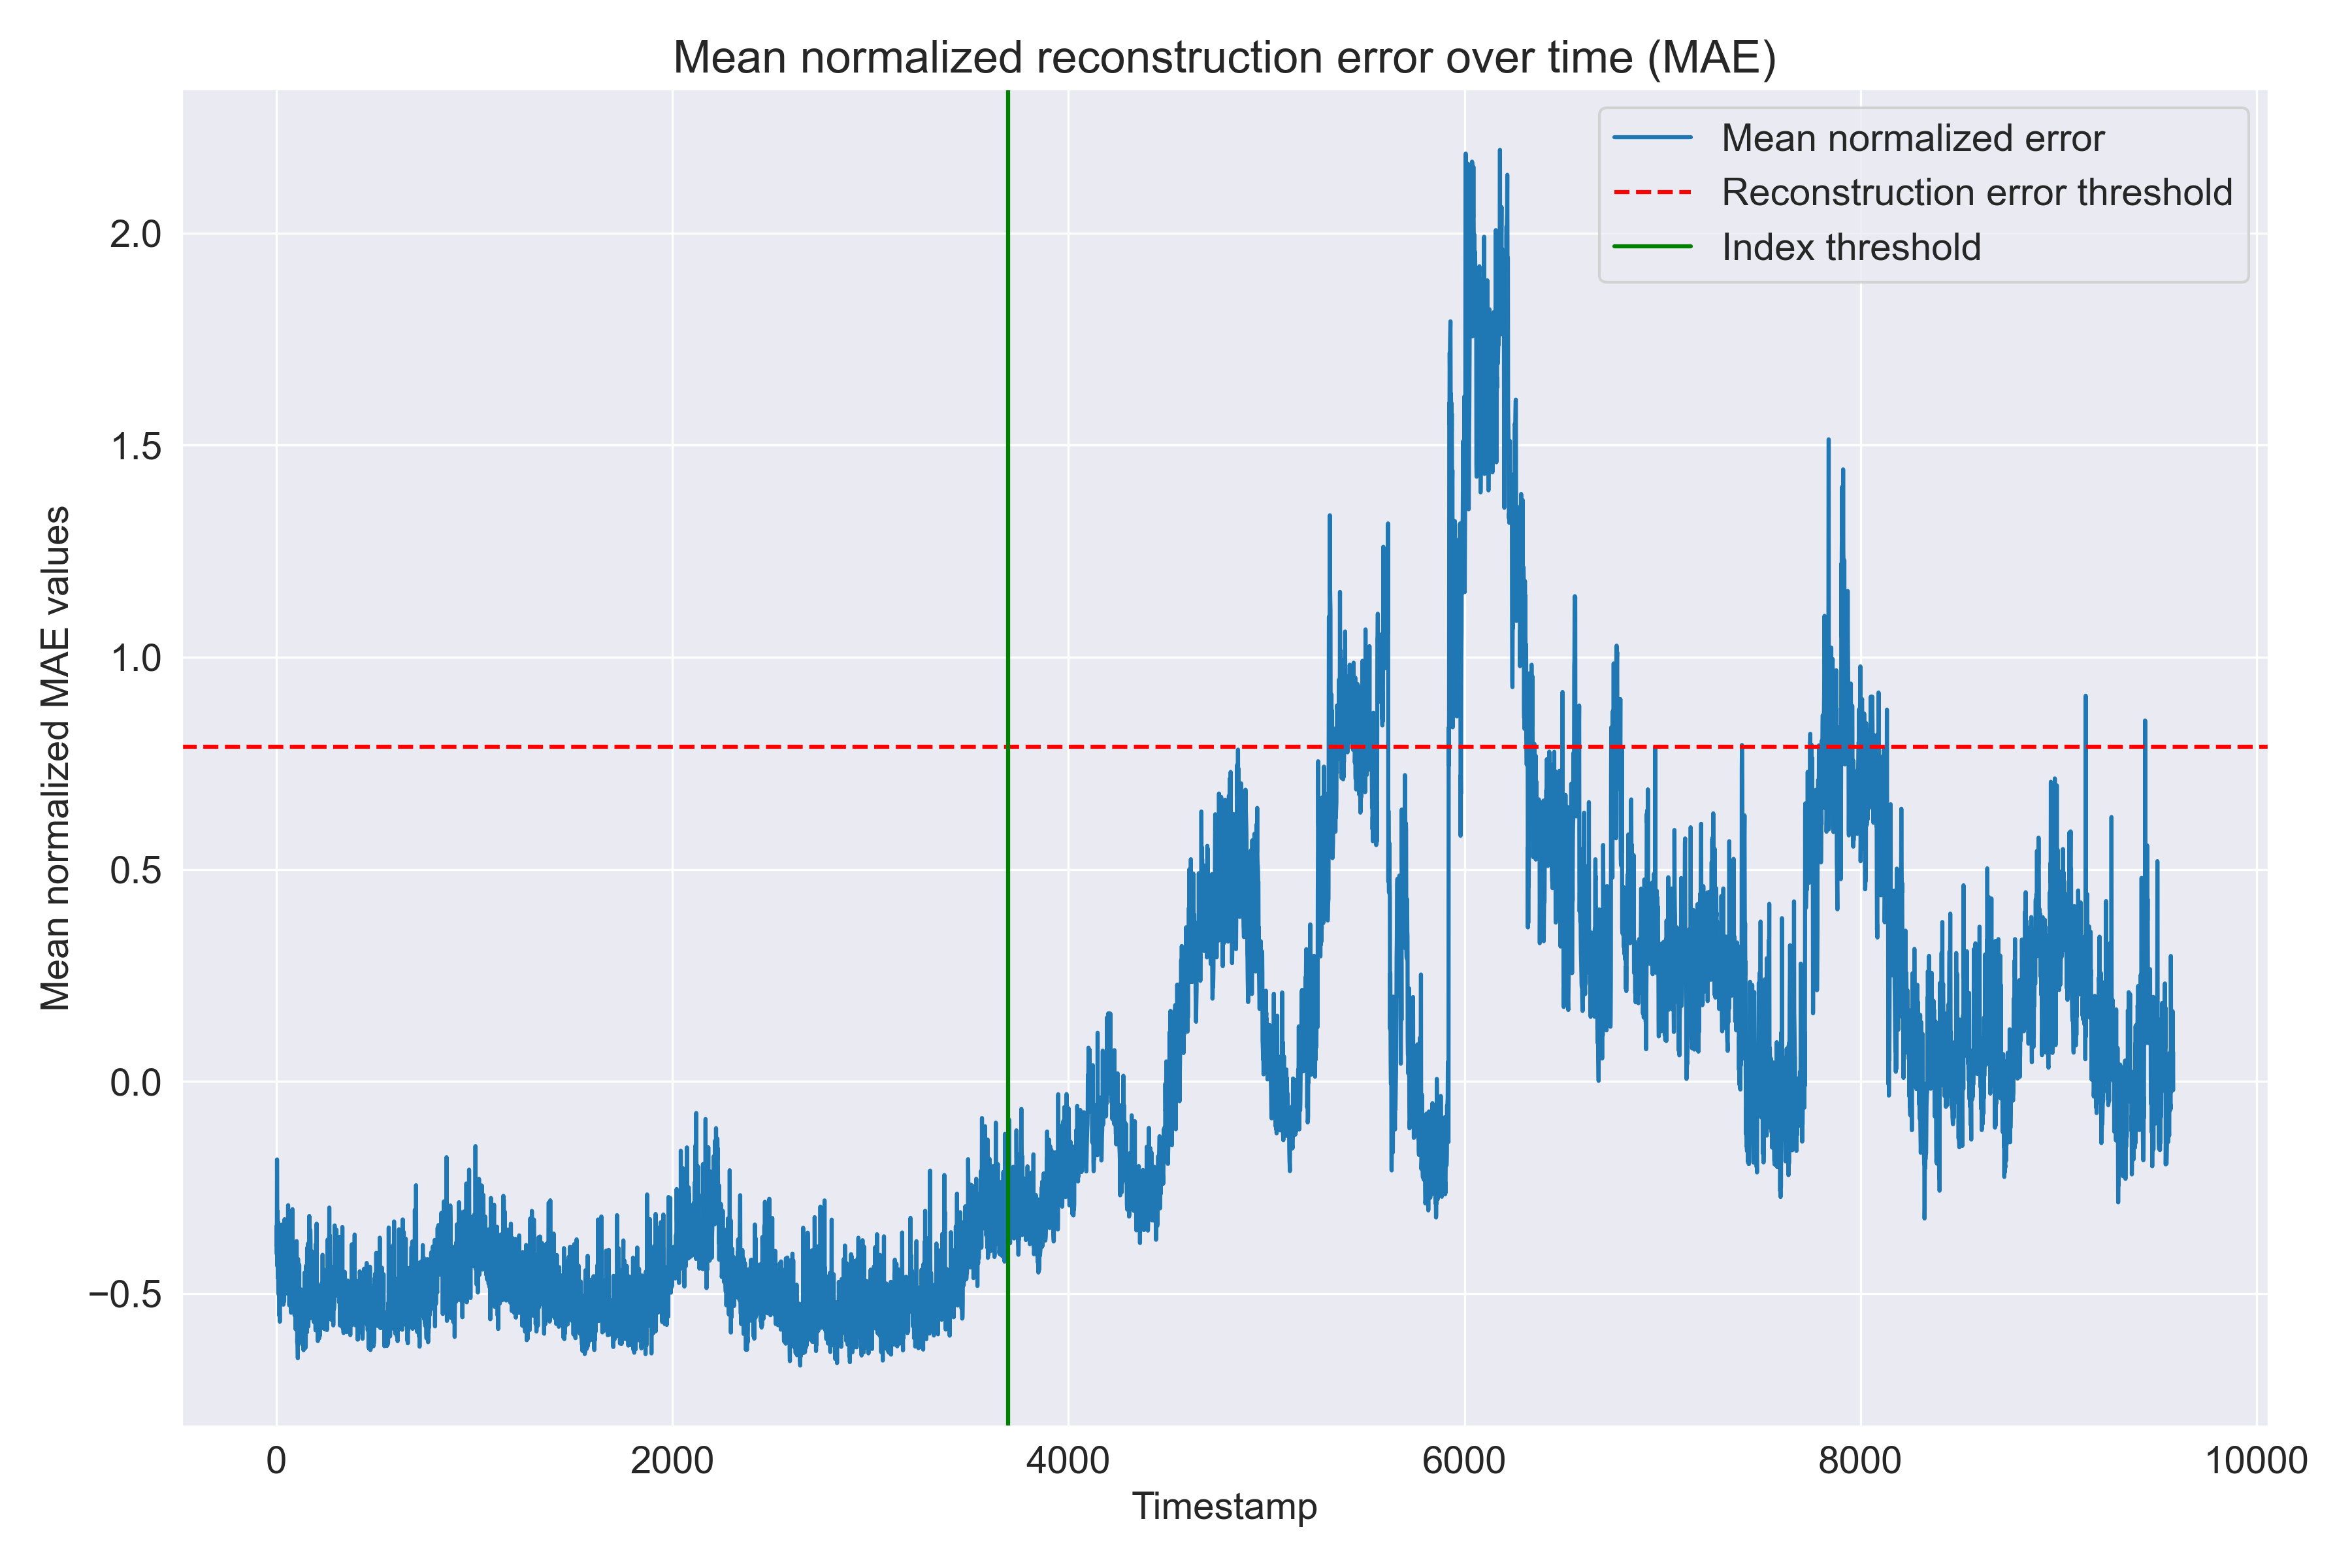 Mean normalized reconstruction error over time (MAE)
Mean normalized error
Reconstruction error threshold
Index threshold
Mean normalized MAE values
2.0
1.5
1.0
0.5
0.0
−0.5
0 2000 4000 6000 8000 10000
Timestamp